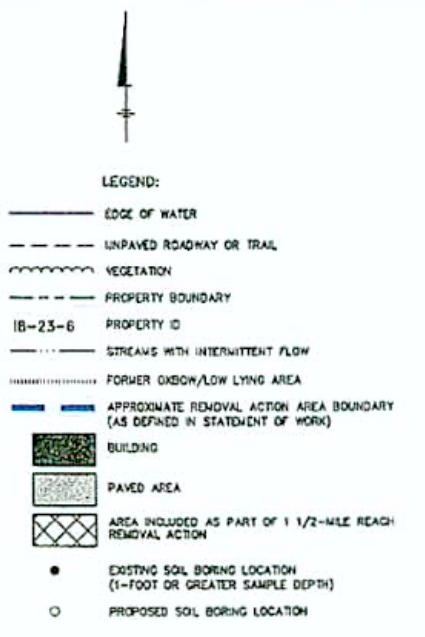 LEGEND:
EDGE OF WATER
UNPAVED ROADWAY OR TRAIL
VEGETATION
PROPERTY BOUNDARY
I8-23-6 PROPERTY ID
STREAMS WITH INTERMITTENT FLOW
FORMER OXBOW/LOW LYING AREA
APPROXIMATE REMOVAL ACTION AREA BOUNDARY
(AS DEFINED IN STATEMENT OF WORK)
BUILDING
PAVED AREA
AREA INCLUDED AS PART OF 1 1/2-MILE REACH
REMOVAL ACTION
EXISTING SOIL BORING LOCATION
(1-FOOT OR GREATER SAMPLE DEPTH)
PROPOSED SOIL BORING LOCATION